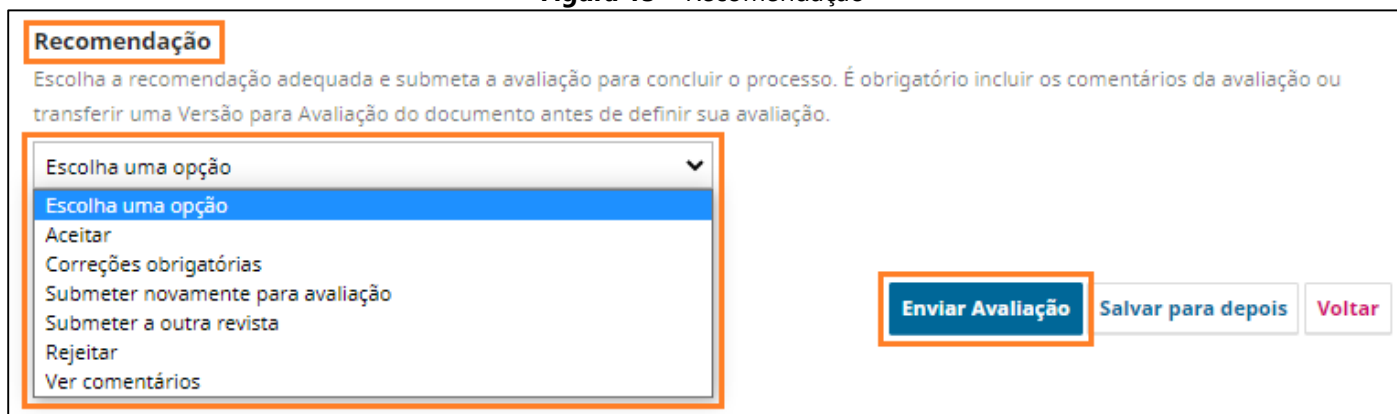 Recomendação
Recomendação
Escolha a recomendação adequada e submeta a avaliação para concluir o processo. É obrigatório incluir os comentários da avaliação ou
transferir uma Versão para Avaliação do documento antes de definir sua avaliação.
Escolha uma opção
Escolha uma opção
Aceitar
Correções obrigatórias
Submeter novamente para avaliação
Submeter a outra revista
Rejeitar
Ver comentários
Enviar Avaliação Salvar para depois Voltar